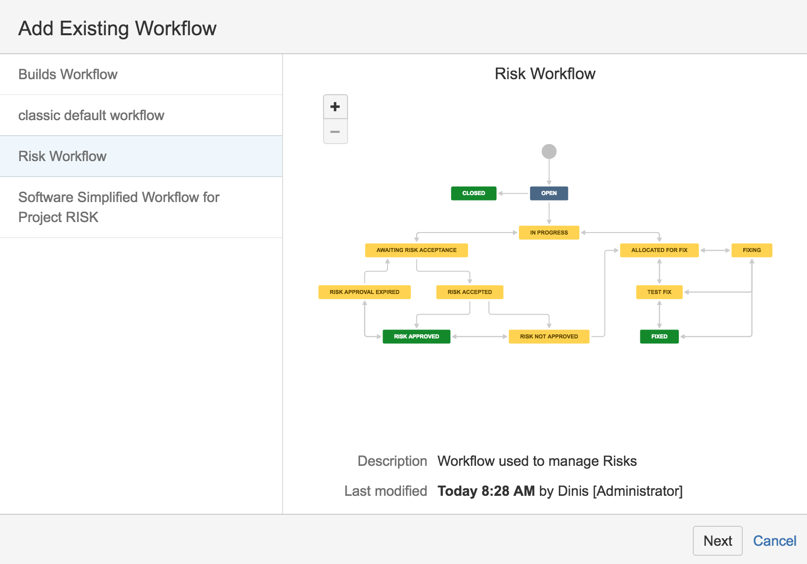 Add Existing Workflow
Builds Workflow
classic default workflow
Risk Workflow
Software Simplified Workflow for
Project RISK
Risk Workflow
+
−
CLOSED
OPEN
IN PROGRESS
AWAITING RISK ACCEPTANCE
ALLOCATED FOR FIX
FIXING
RISK APPROVAL EXPIRED
RISK ACCEPTED
TEST FIX
RISK APPROVED
RISK NOT APPROVED
FIXED
Description Workflow used to manage Risks
Last modified Today 8:28 AM by Dinis [Administrator]
Next Cancel